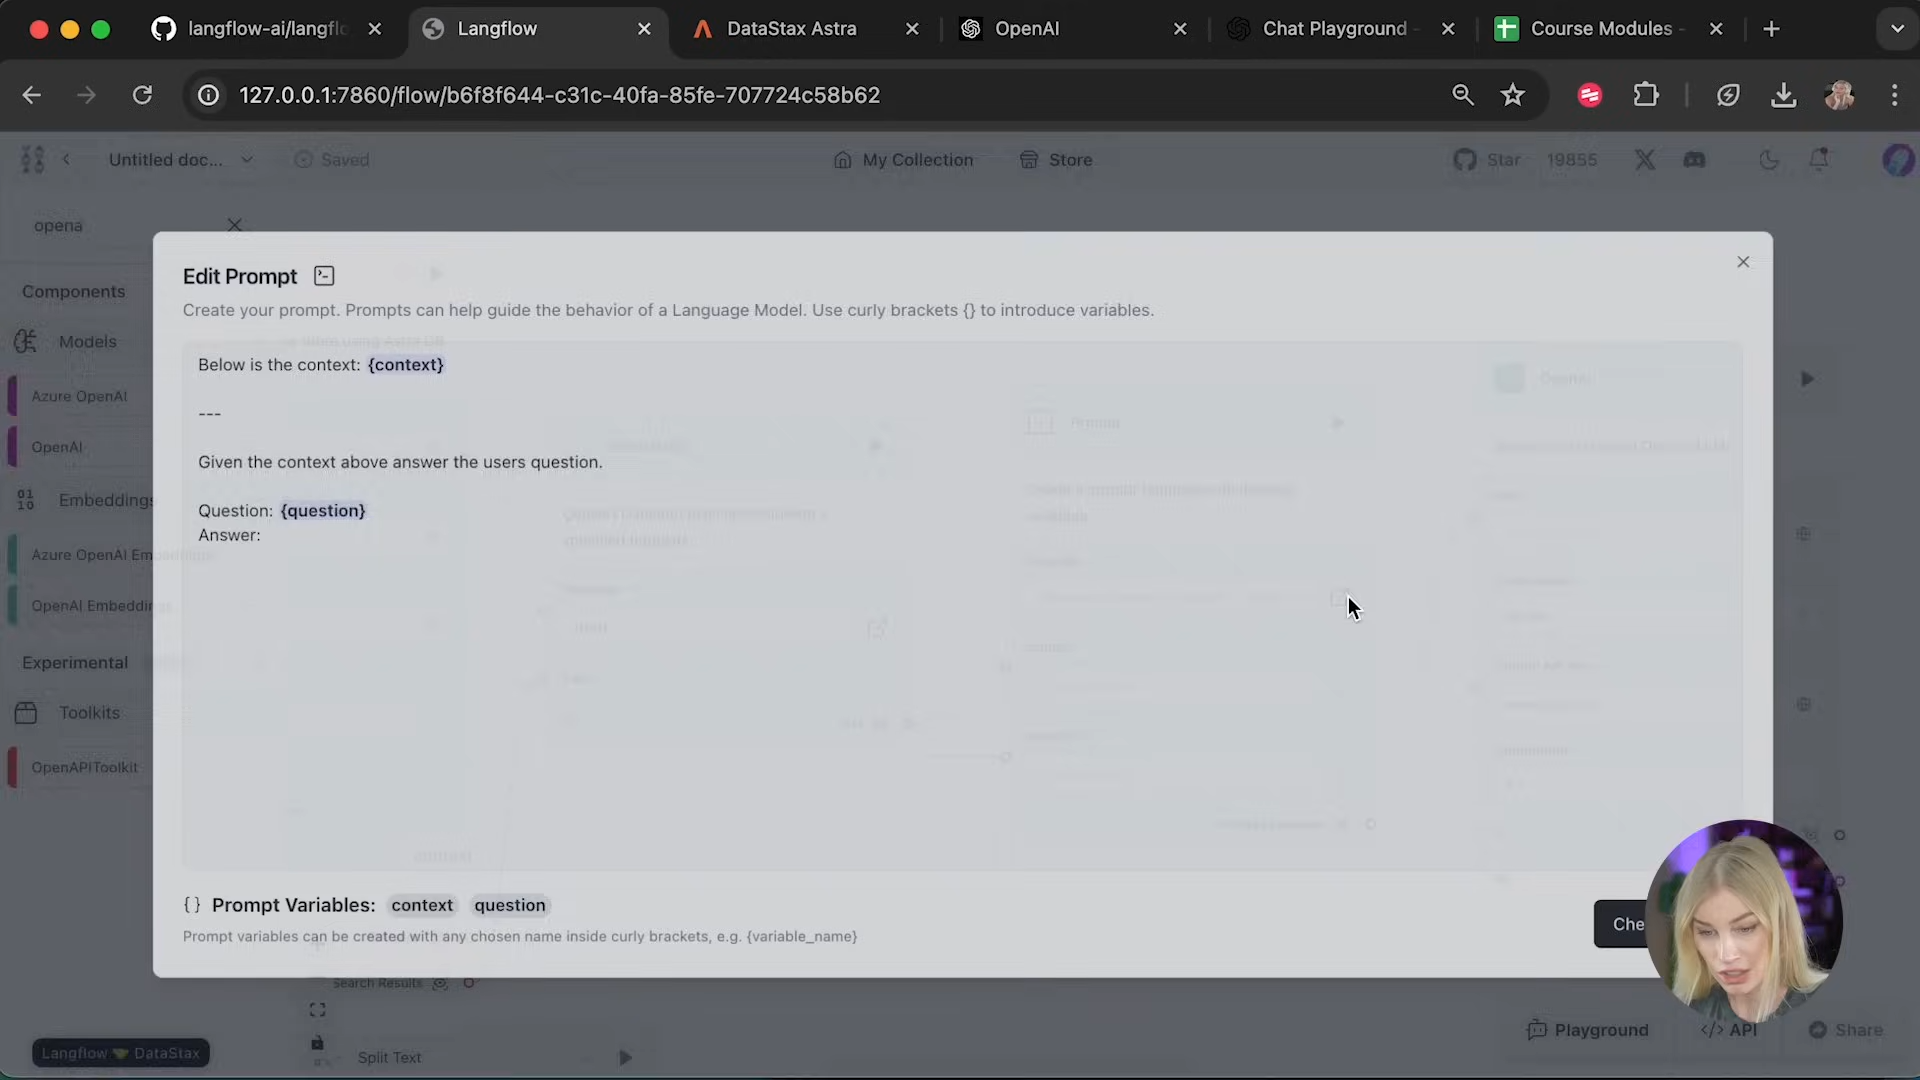 langflow-ai/langflo
Langflow
DataStax Astra
OpenAI
Chat Playground -
Course Modules -
127.0.0.1:7860/flow/b6f8f644-c31c-40fa-85fe-707724c58b62
Untitled doc...
Saved
My Collection
Store
Star
19855
opena
Components
Models
Azure OpenAI
OpenAI
Embeddings
Azure OpenAI Em
OpenAI Embeddin
Experimental
Toolkits
OpenAPIToolkit
Edit Prompt
Create your prompt. Prompts can help guide the behavior of a Language Model. Use curly brackets {} to introduce variables.
Below is the context: {context}
---
Given the context above answer the users question.
Question: {question}
Answer:
OpenAI
Prompt
{} Prompt Variables: context question
Prompt variables can be created with any chosen name inside curly brackets, e.g. {variable_name}
Che
Search Results
Split Text
Langflow 🤝 DataStax
Playground
</> API
Share